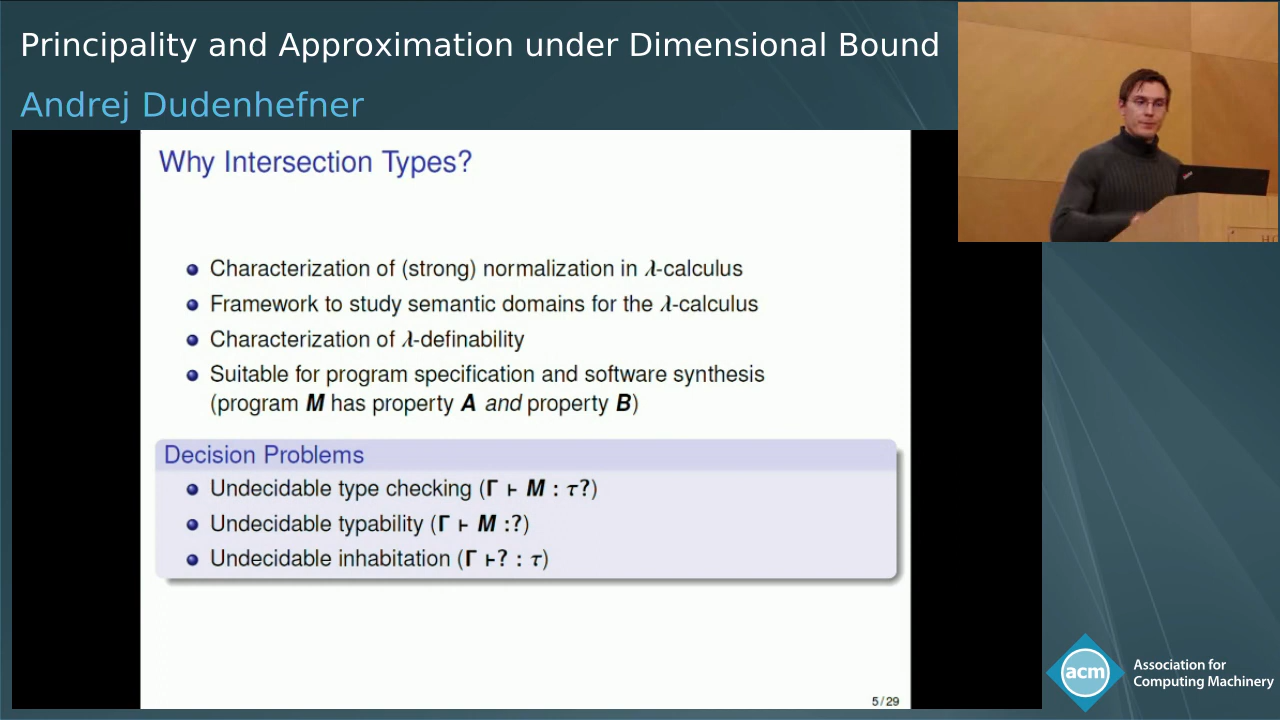 Principality and Approximation under Dimensional Bound
Andrej Dudenhefner
Why Intersection Types?
Characterization of (strong) normalization in λ-calculus
Framework to study semantic domains for the λ-calculus
Characterization of λ-definability
Suitable for program specification and software synthesis
(program M has property A and property B)
Decision Problems
Undecidable type checking (Γ ⊢ M : τ?)
Undecidable typability (Γ ⊢ M :?)
Undecidable inhabitation (Γ ⊢? : τ)
5/29
acm
Association for
Computing Machinery